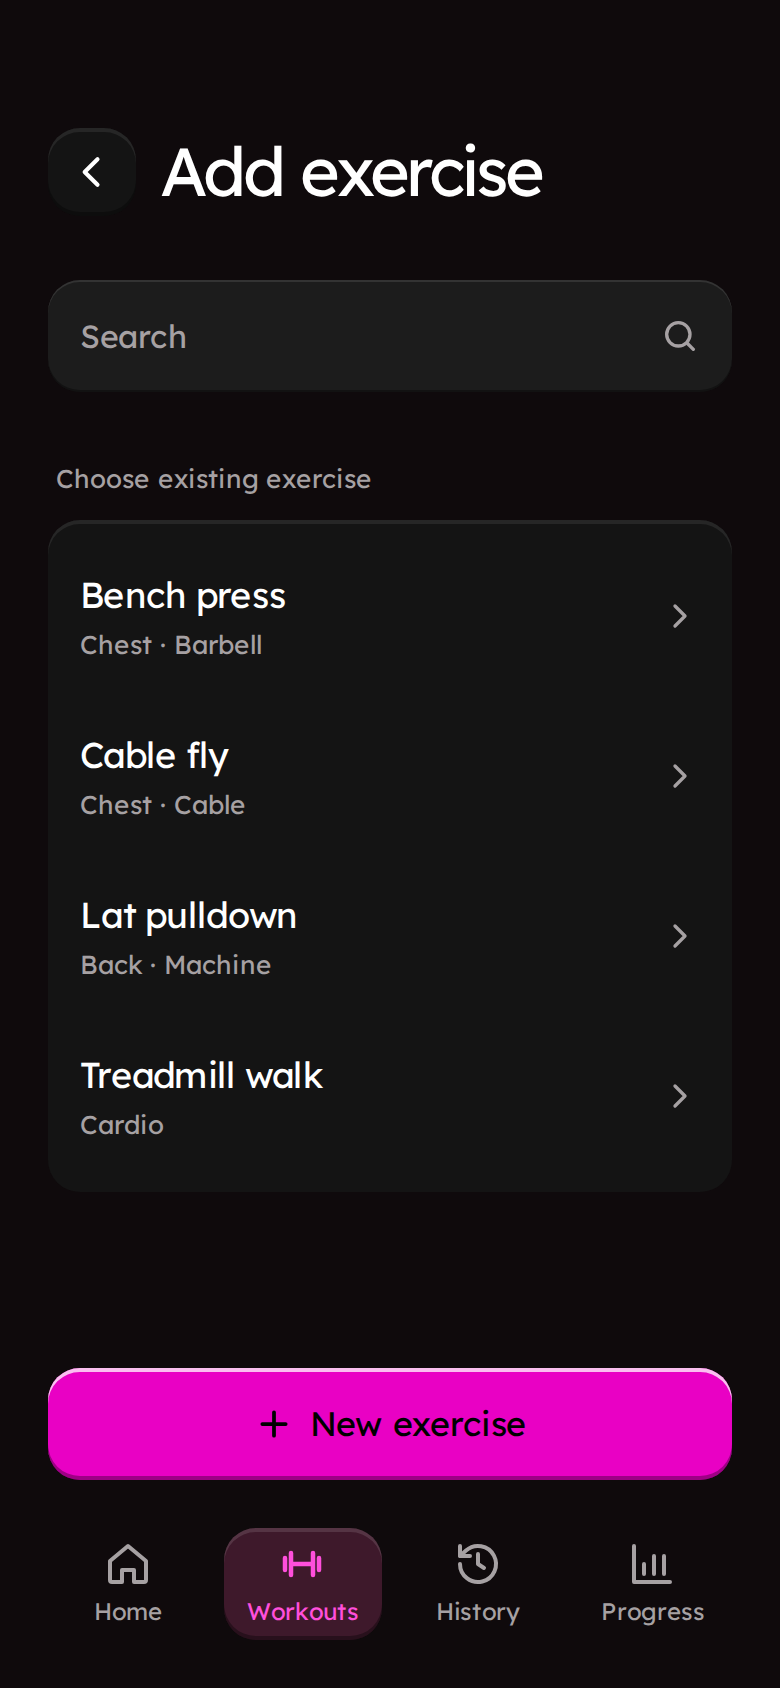 Add exercise
Search
Choose existing exercise
Bench press
Chest · Barbell
Cable fly
Chest · Cable
Lat pulldown
Back · Machine
Treadmill walk
Cardio
New exercise
Home
Workouts
History
Progress